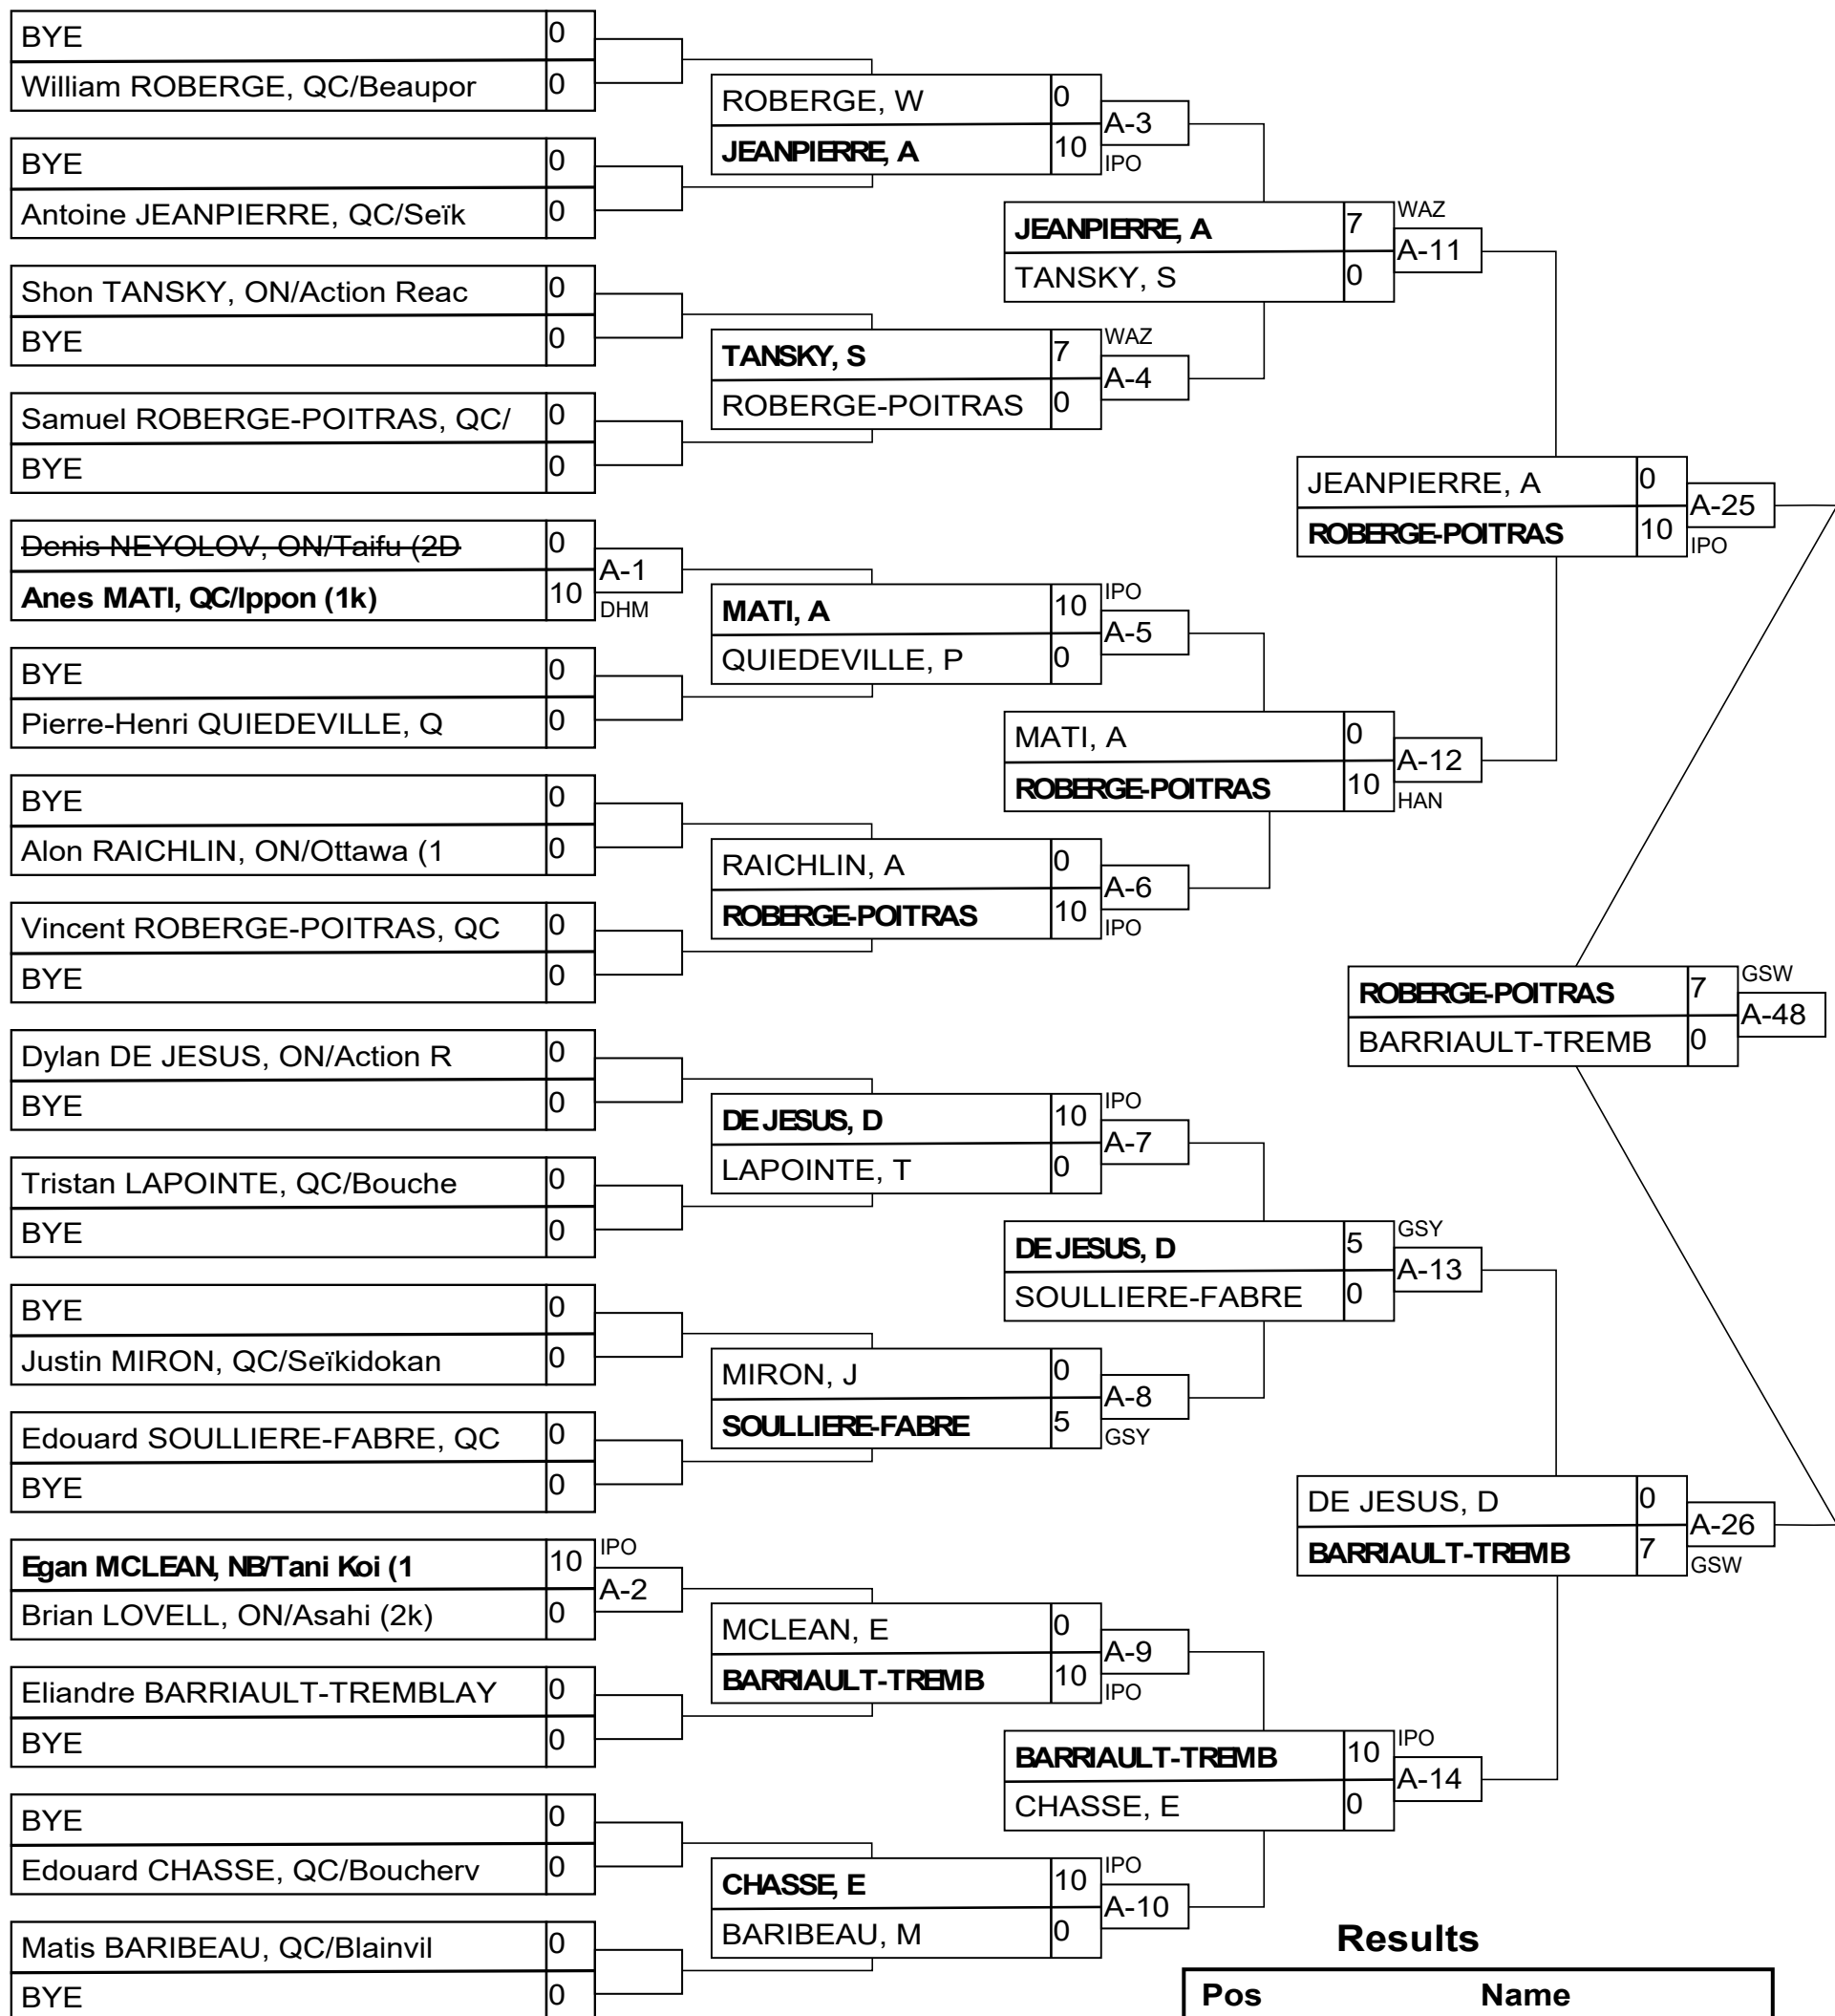 BYE 0
William ROBERGE, QC/Beaupor 0
BYE 0
Antoine JEANPIERRE, QC/Seïk 0
Shon TANSKY, ON/Action Reac 0
BYE 0
Samuel ROBERGE-POITRAS, QC/ 0
BYE 0
Denis NEYOLOV, ON/Taifu (2D 0
Anes MATI, QC/Ippon (1k) 10
A-1
DHM
BYE 0
Pierre-Henri QUIEDEVILLE, Q 0
BYE 0
Alon RAICHLIN, ON/Ottawa (1 0
Vincent ROBERGE-POITRAS, QC 0
BYE 0
Dylan DE JESUS, ON/Action R 0
BYE 0
Tristan LAPOINTE, QC/Bouche 0
BYE 0
BYE 0
Justin MIRON, QC/Seïkidokan 0
Edouard SOULLIERE-FABRE, QC 0
BYE 0
Egan MCLEAN, NB/Tani Koi (1 10
Brian LOVELL, ON/Asahi (2k) 0
IPO
A-2
Eliandre BARRIAULT-TREMBLAY 0
BYE 0
BYE 0
Edouard CHASSE, QC/Boucherv 0
Matis BARIBEAU, QC/Blainvil 0
BYE 0
ROBERGE, W 0
JEANPIERRE, A 10
A-3
IPO
TANSKY, S 7
ROBERGE-POITRAS 0
WAZ
A-4
MATI, A 10
QUIEDEVILLE, P 0
IPO
A-5
RAICHLIN, A 0
ROBERGE-POITRAS 10
A-6
IPO
DE JESUS, D 10
LAPOINTE, T 0
IPO
A-7
MIRON, J 0
SOULLIERE-FABRE 5
A-8
GSY
MCLEAN, E 0
BARRIAULT-TREMB 10
A-9
IPO
CHASSE, E 10
BARIBEAU, M 0
IPO
A-10
JEANPIERRE, A 7
TANSKY, S 0
WAZ
A-11
MATI, A 0
ROBERGE-POITRAS 10
A-12
HAN
DE JESUS, D 5
SOULLIERE-FABRE 0
GSY
A-13
BARRIAULT-TREMB 10
CHASSE, E 0
IPO
A-14
JEANPIERRE, A 0
ROBERGE-POITRAS 10
A-25
IPO
DE JESUS, D 0
BARRIAULT-TREMB 7
A-26
GSW
ROBERGE-POITRAS 7
BARRIAULT-TREMB 0
GSW
A-48
Results
Pos Name